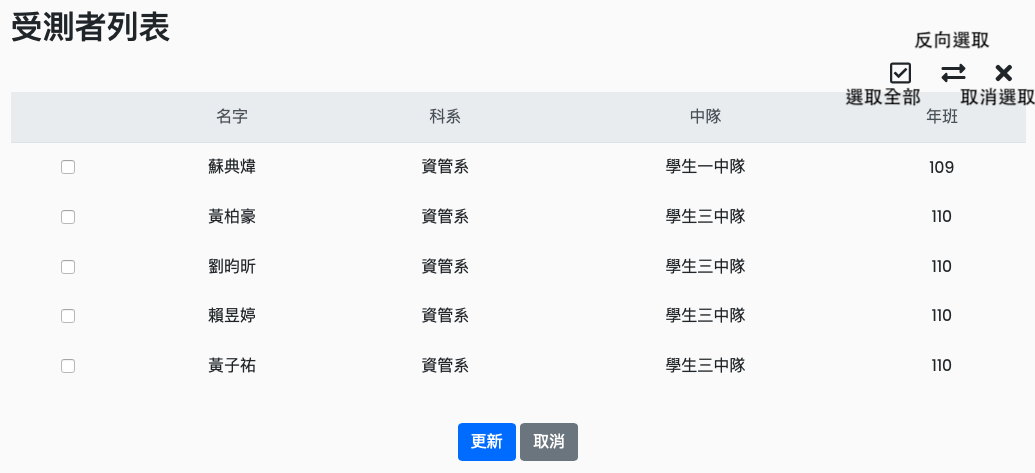 受測者列表
反向選取
選取全部 取消選取
名字 科系 中隊 年班
蘇典煒 資管系 學生一中隊 109
黃柏豪 資管系 學生三中隊 110
劉昀昕 資管系 學生三中隊 110
賴昱婷 資管系 學生三中隊 110
黃子祐 資管系 學生三中隊 110
更新 取消